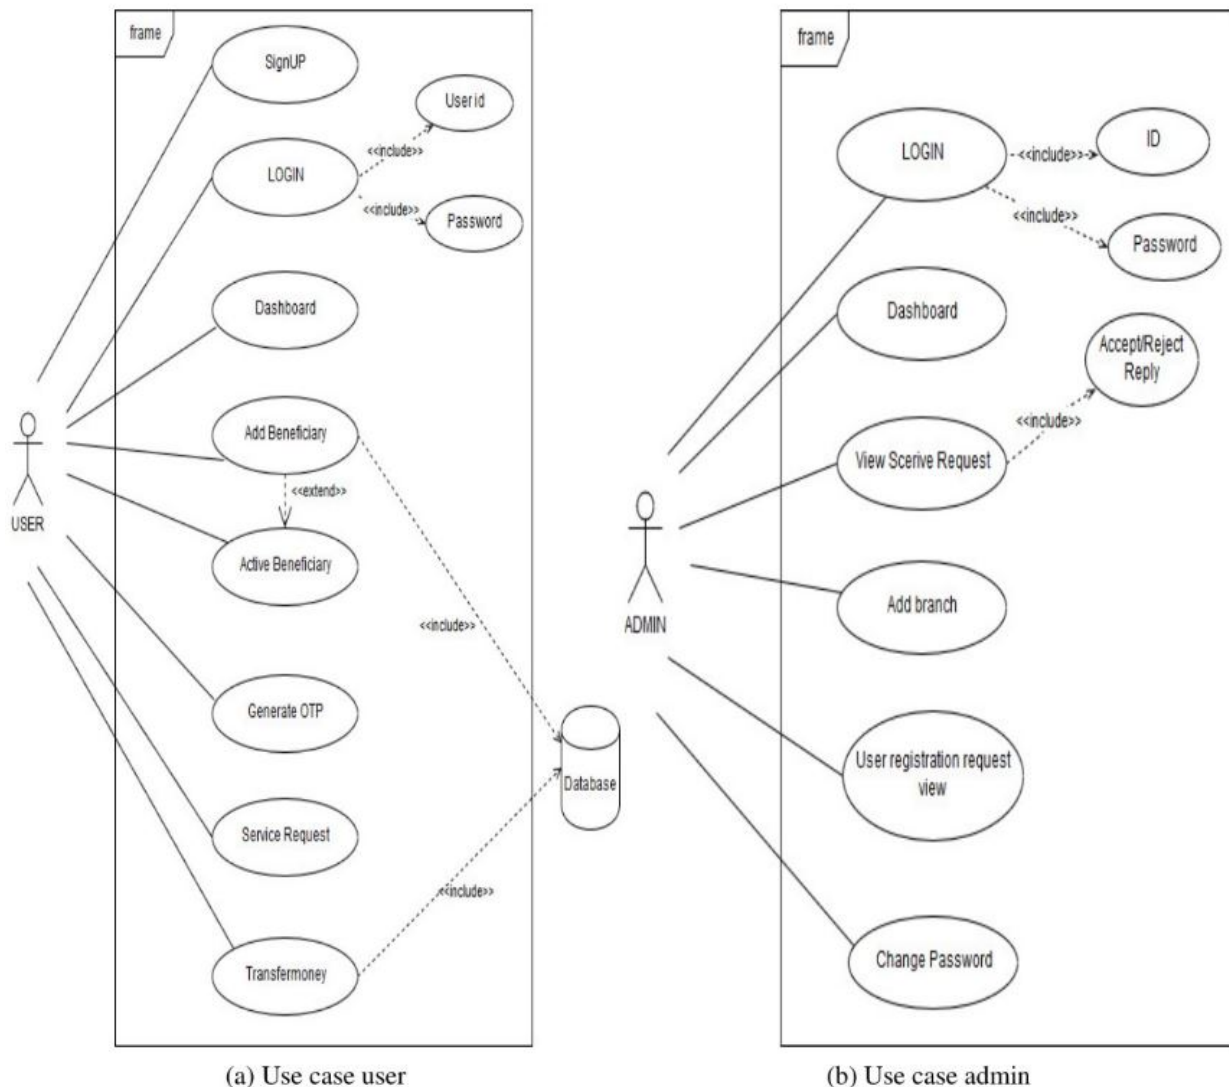 frame
SignUP
User id
<<include>>
LOGIN
<<include>>
Password
Dashboard
Add Beneficiary
<<extend>>
USER
Active Beneficiary
<<include>>
Generate OTP
Database
Service Request
<<include>>
Transfermoney
(a) Use case user
frame
LOGIN
<<include>>
ID
<<include>>
Password
Dashboard
Accept/Reject
Reply
<<include>>
View Scerive Request
Add branch
ADMIN
User registration request
view
Change Password
(b) Use case admin